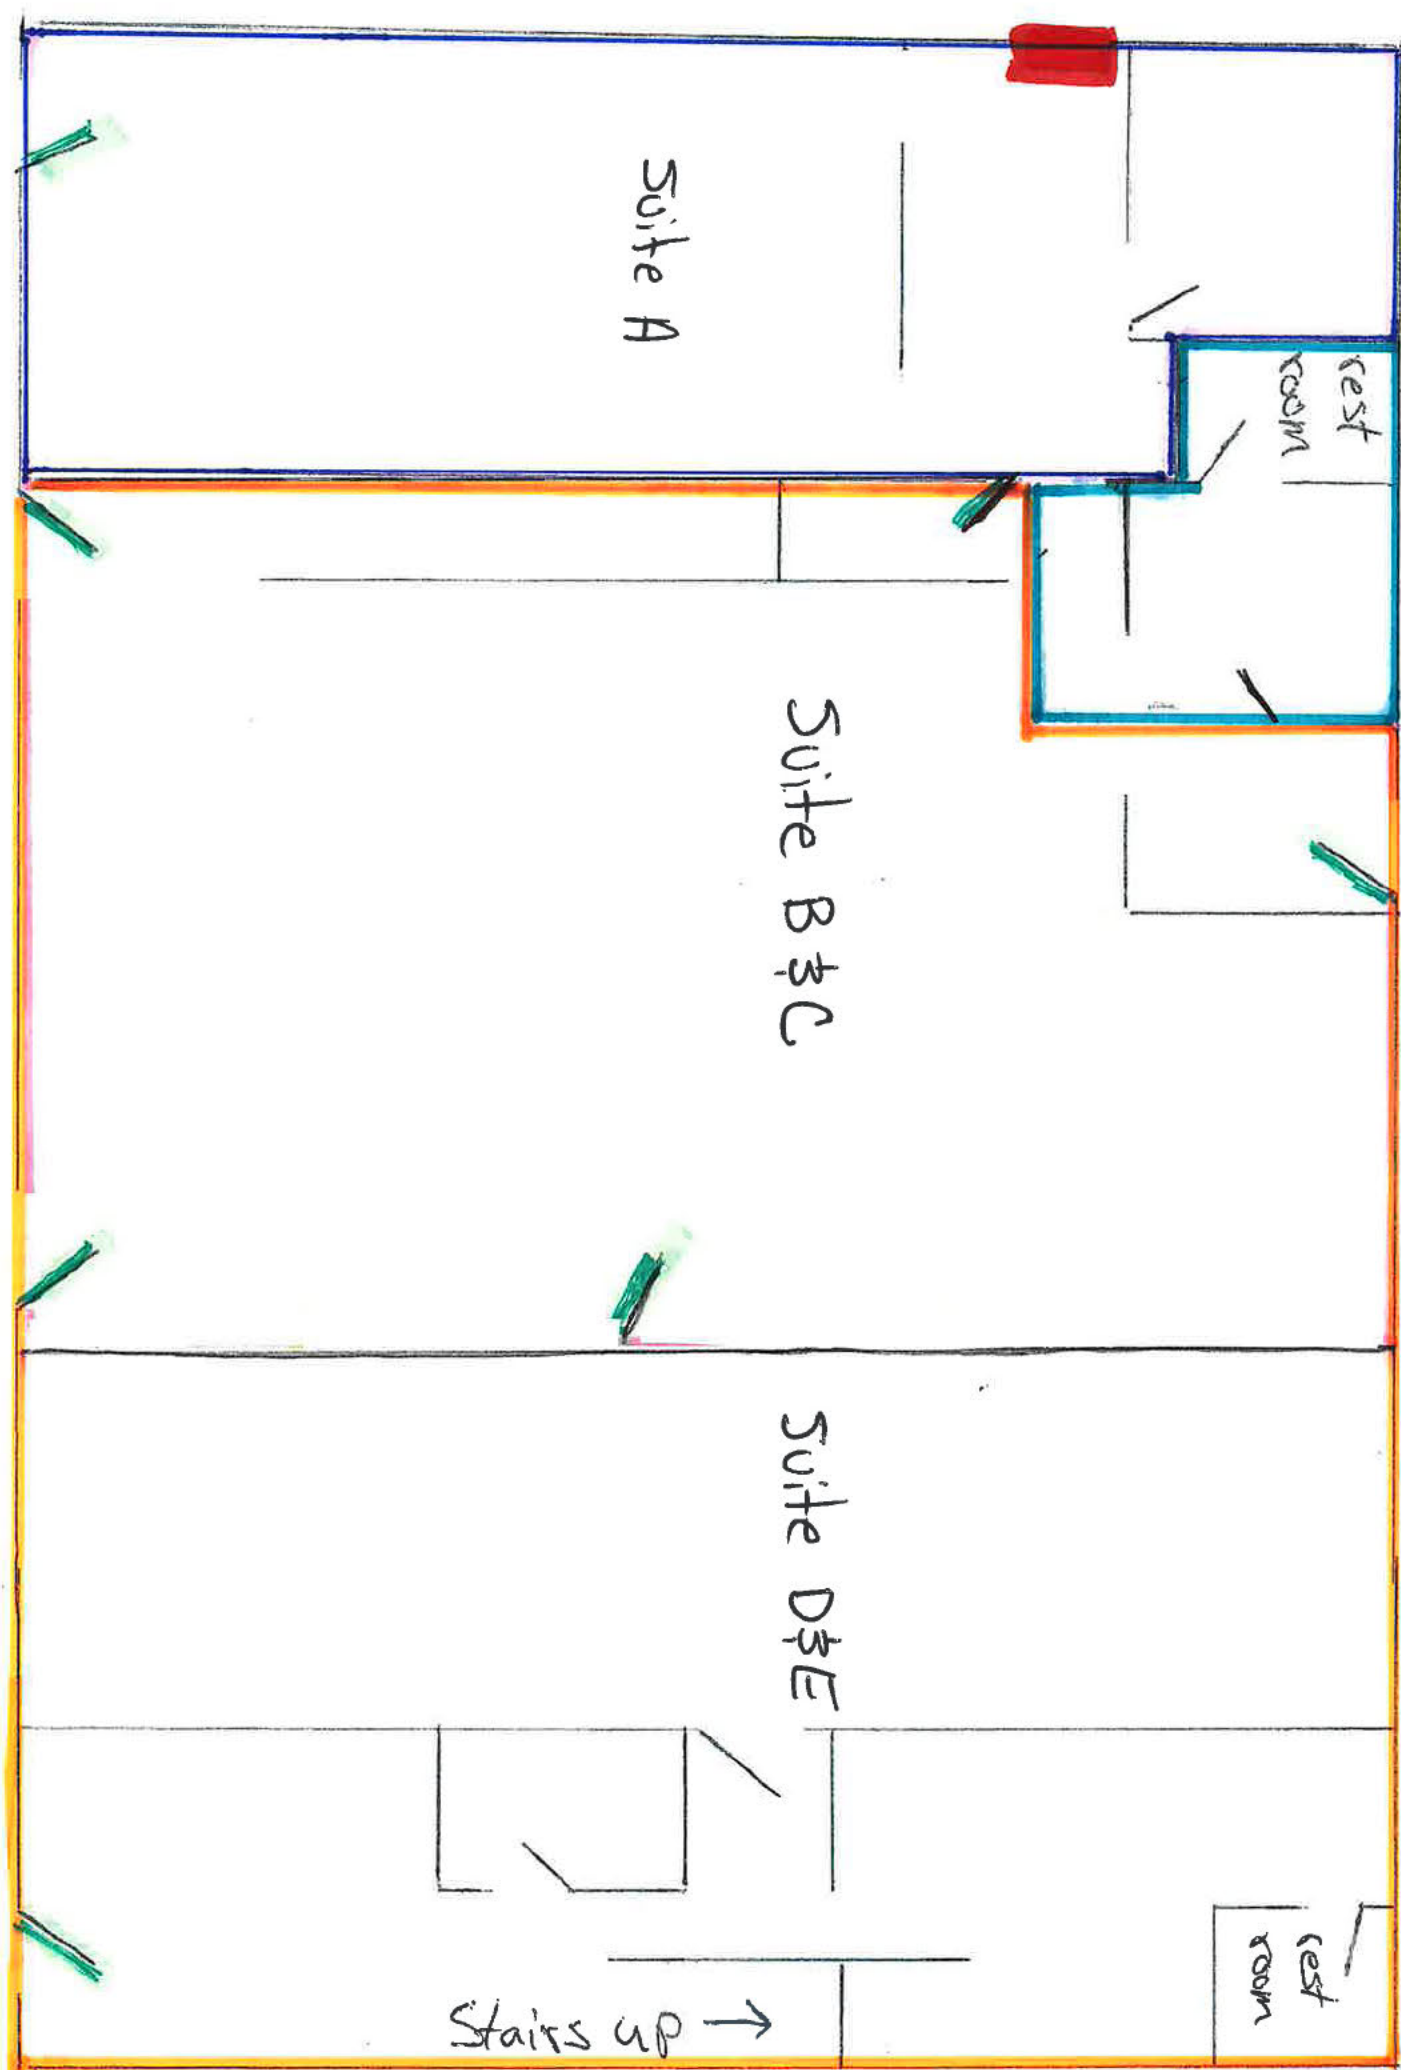 Suite A
rest
room
Suite B & C
Suite D & E
rest
room
Stairs up →